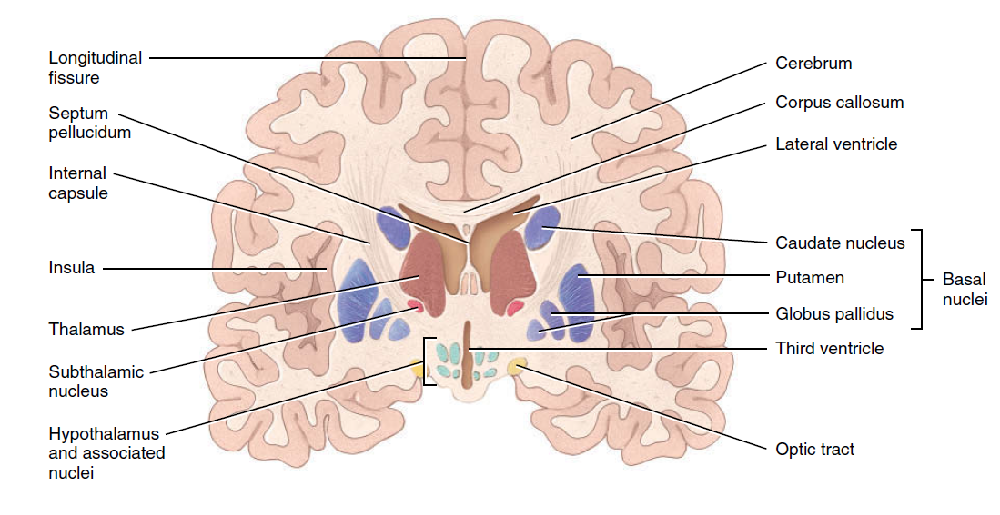 Longitudinal
fissure
Septum
pellucidum
Internal
capsule
Insula
Thalamus
Subthalamic
nucleus
Hypothalamus
and associated
nuclei
Cerebrum
Corpus callosum
Lateral ventricle
Caudate nucleus
Putamen
Globus pallidus
Basal
nuclei
Third ventricle
Optic tract